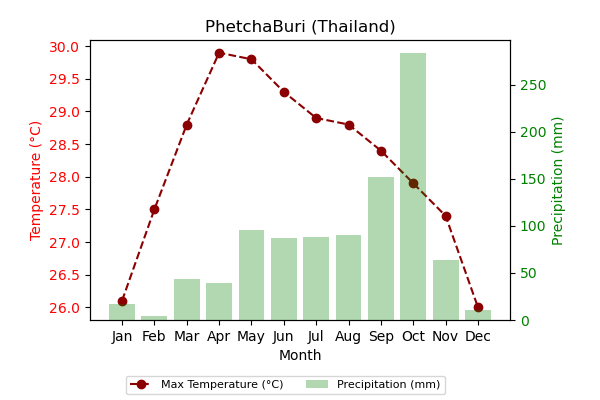 PhetchaBuri (Thailand)
30.0
29.5
29.0
28.5
28.0
27.5
27.0
26.5
26.0
Temperature (°C)
250
200
150
100
50
0
Precipitation (mm)
Jan Feb Mar Apr May Jun Jul Aug Sep Oct Nov Dec
Month
Max Temperature (°C) Precipitation (mm)